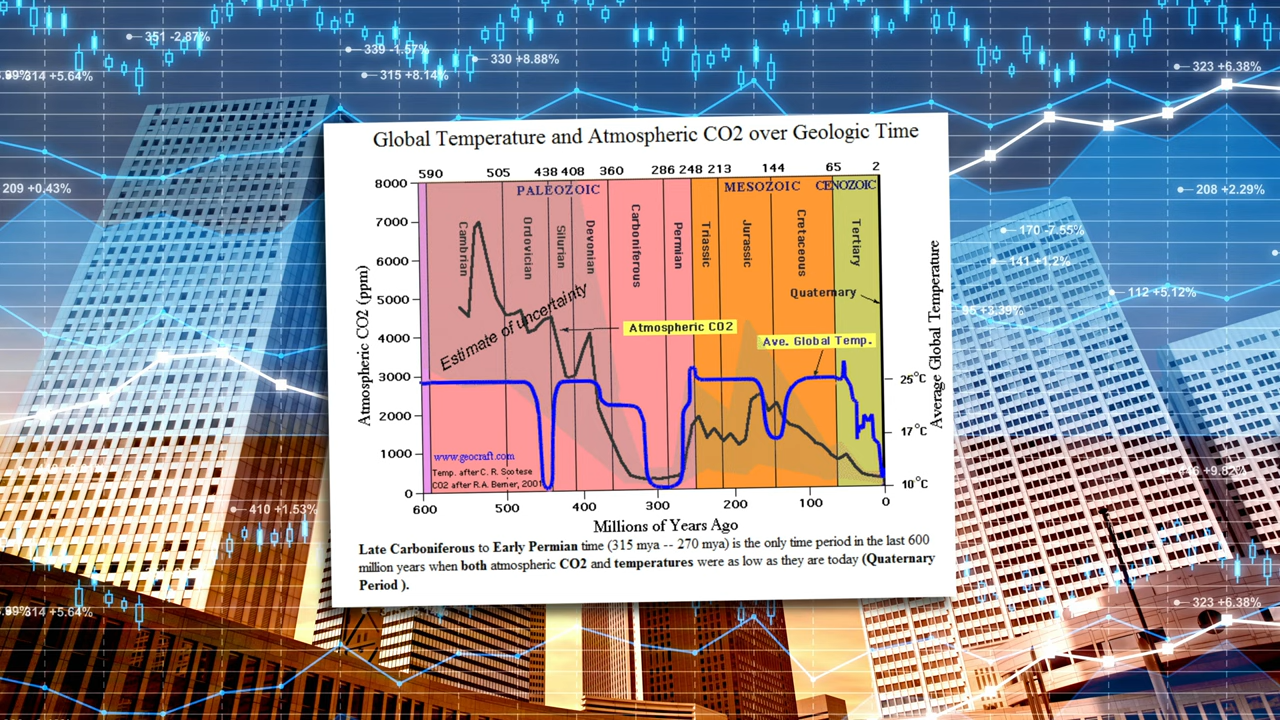 351 -2.87%
339 -1.57%
330 +8.88%
315 +8.14%
314 +5.64%
323 +6.38%
209 +0.43%
208 +2.29%
170 -7.55%
141 +1.2%
112 +5.12%
410 +1.53%
314 +5.64%
323 +6.38%
Global Temperature and Atmospheric CO2 over Geologic Time
590 505 438 408 360 286 248 213 144 65 2
PALEOZOIC MESOZOIC CENOZOIC
8000
7000
6000
5000
4000
3000
2000
1000
0
Atmospheric CO2 (ppm)
Cambrian
Ordovician
Silurian
Devonian
Carboniferous
Permian
Triassic
Jurassic
Cretaceous
Tertiary
Quaternary
Estimate of uncertainty
Atmospheric CO2
Ave. Global Temp.
25°C
17°C
10°C
Average Global Temperature
www.geocraft.com
Temp. after C. R. Scotese
CO2 after R.A. Berner, 2001
600 500 400 300 200 100 0
Millions of Years Ago
Late Carboniferous to Early Permian time (315 mya -- 270 mya) is the only time period in the last 600
million years when both atmospheric CO2 and temperatures were as low as they are today (Quaternary
Period ).